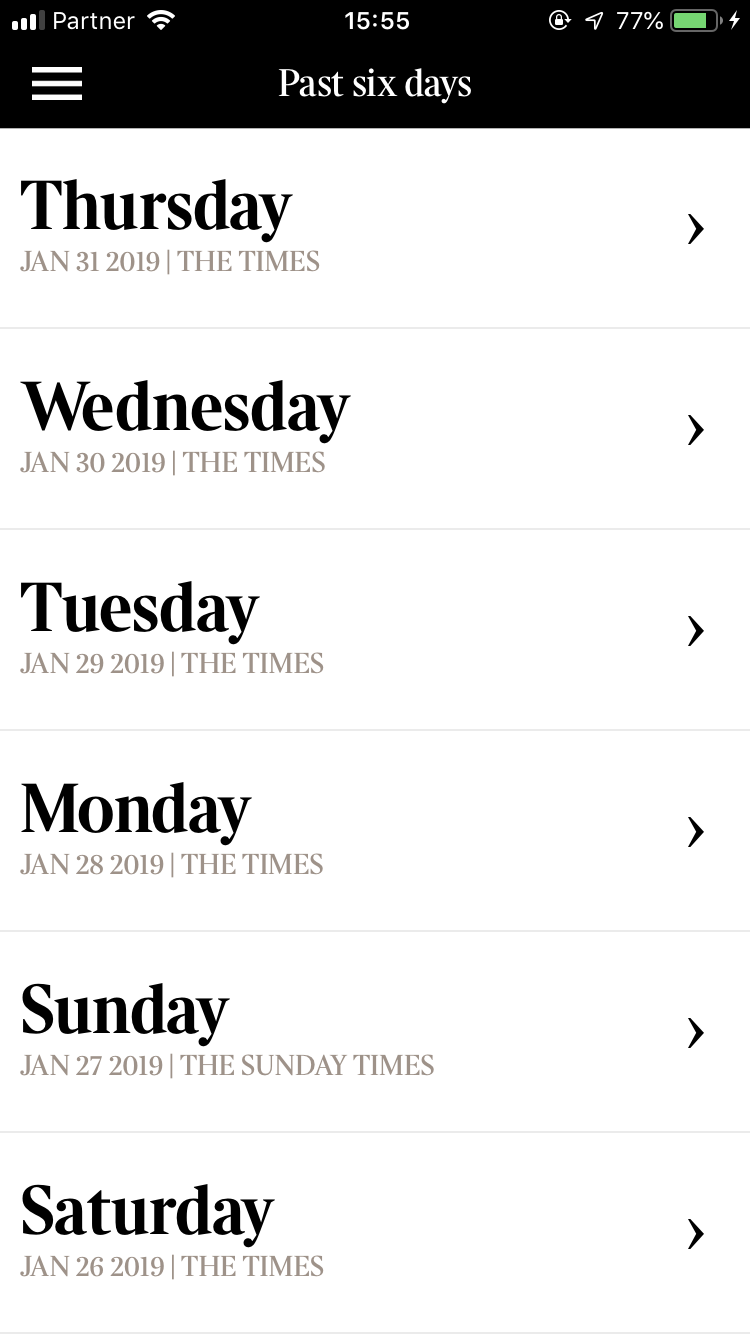 Partner 15:55 77%
Past six days
Thursday
JAN 31 2019 | THE TIMES
Wednesday
JAN 30 2019 | THE TIMES
Tuesday
JAN 29 2019 | THE TIMES
Monday
JAN 28 2019 | THE TIMES
Sunday
JAN 27 2019 | THE SUNDAY TIMES
Saturday
JAN 26 2019 | THE TIMES